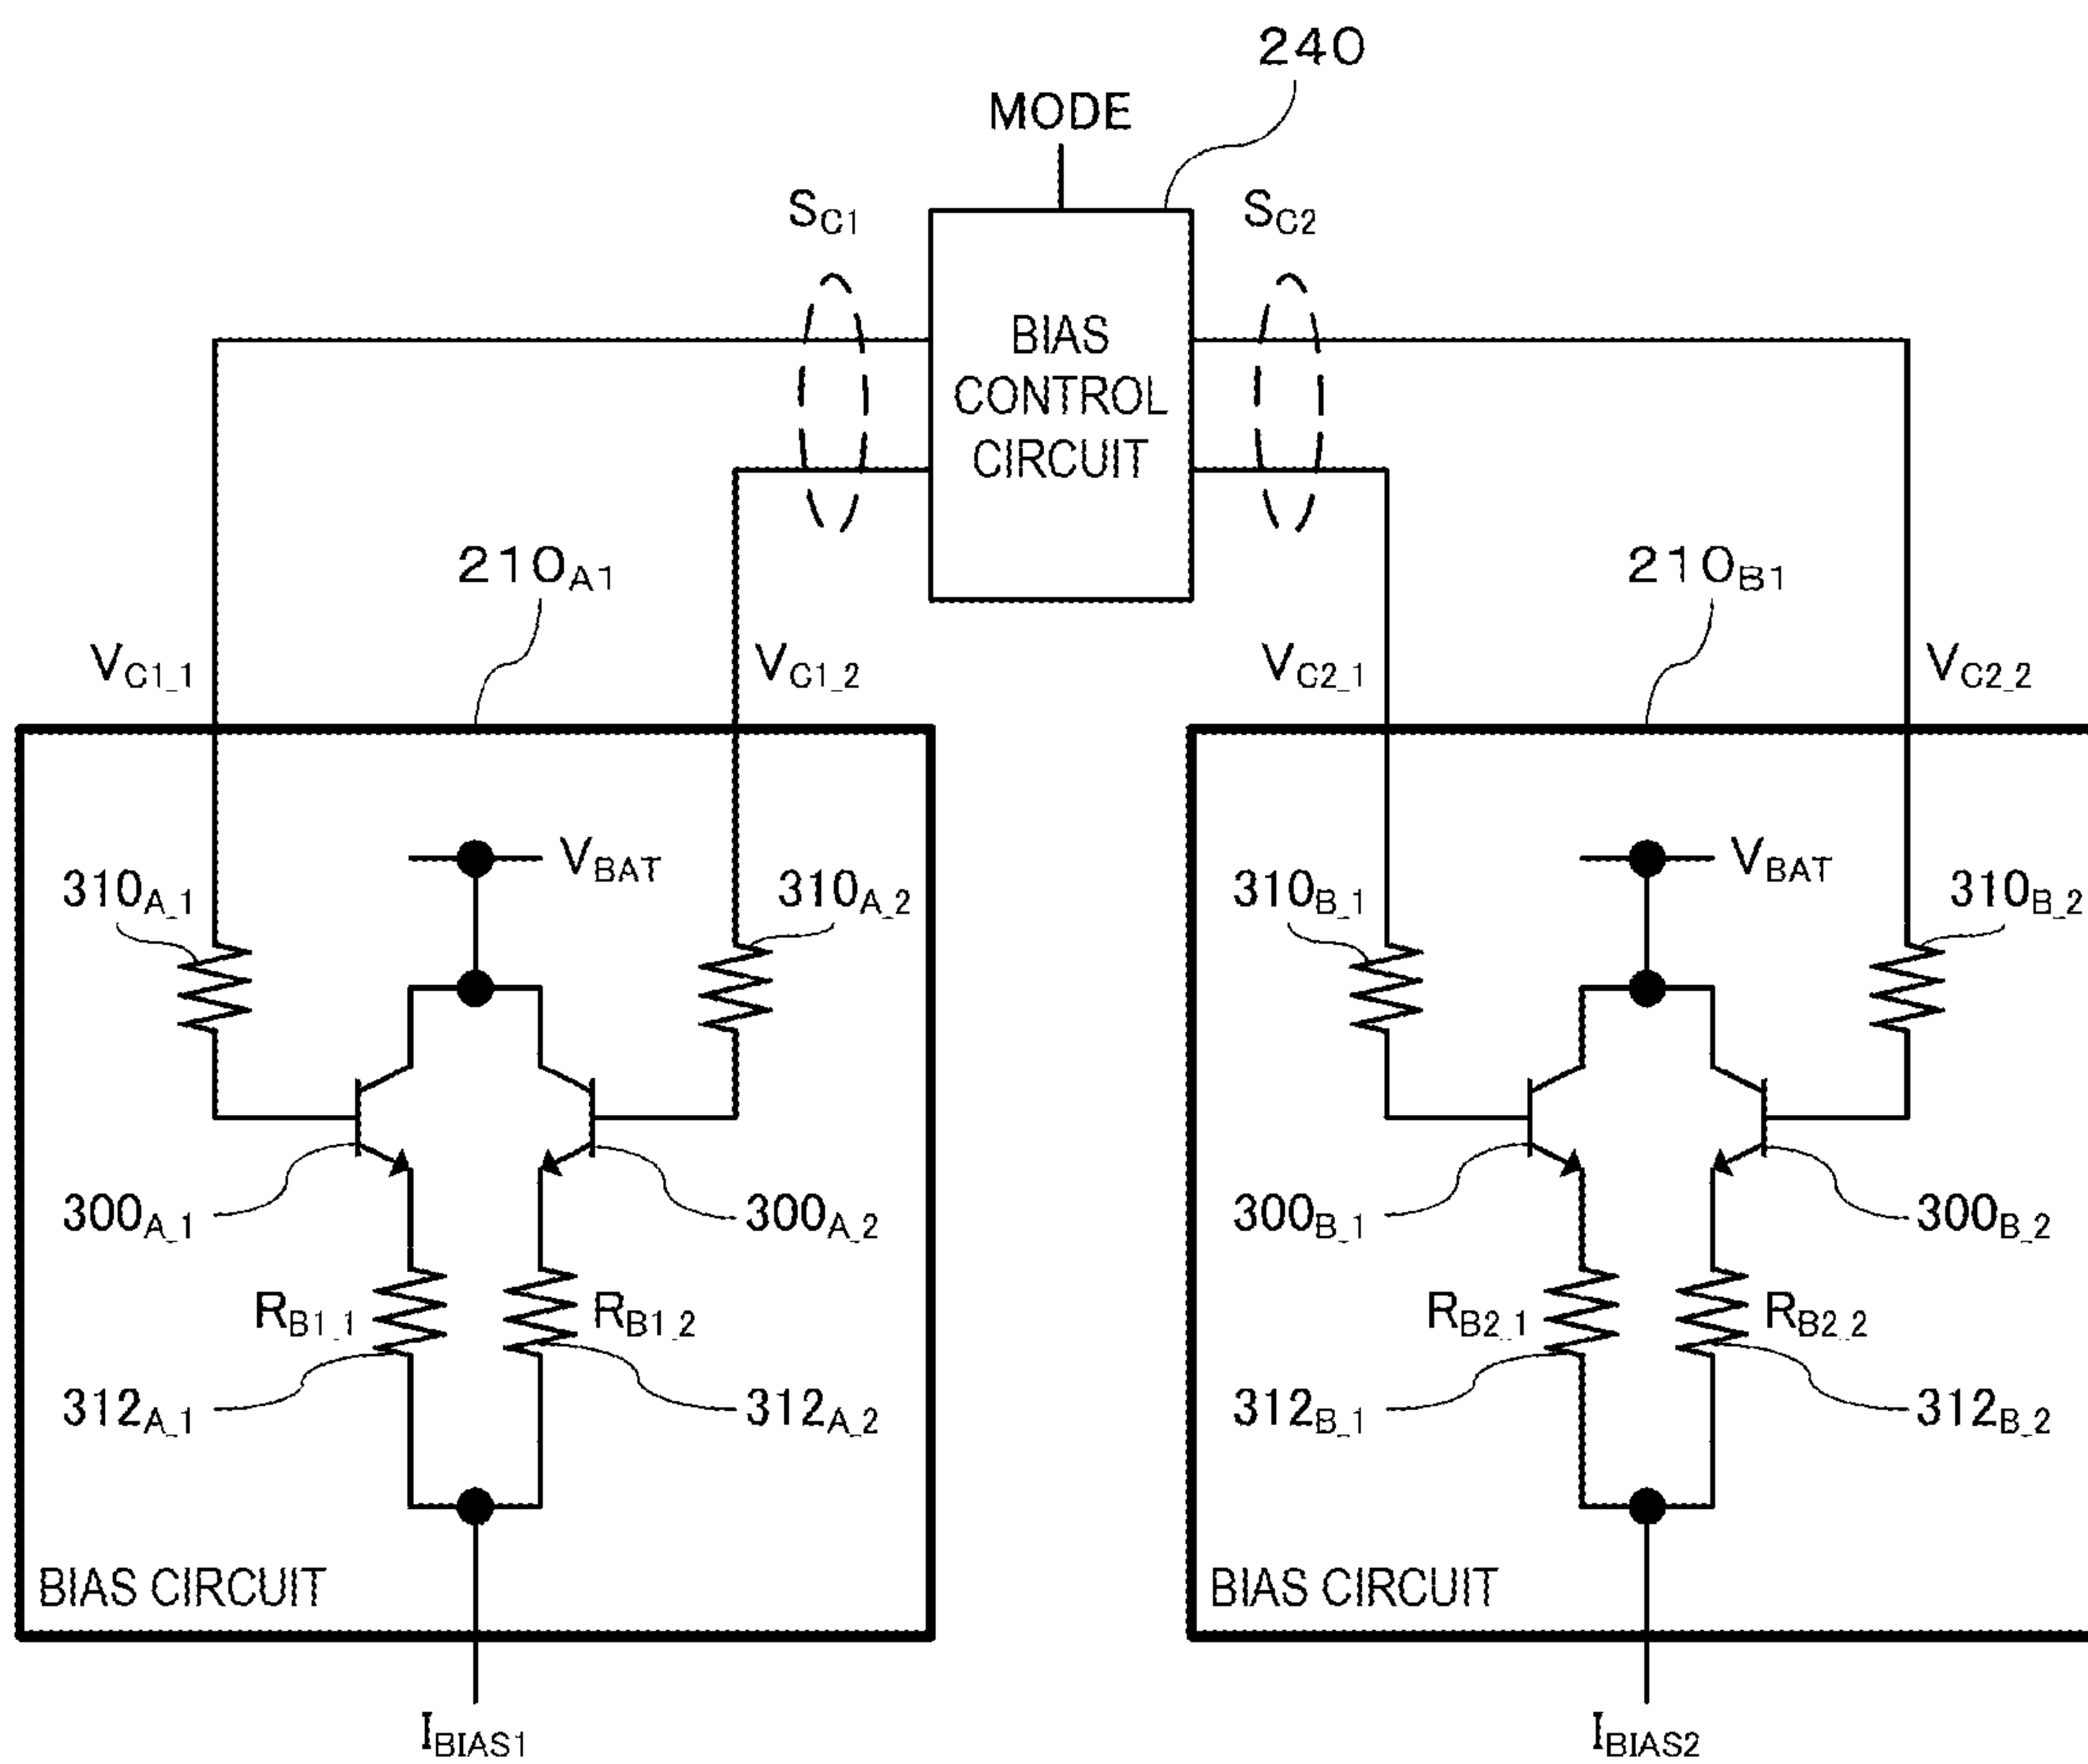 240
MODE
SC1
SC2
BIAS
CONTROL
CIRCUIT
210A1
210B1
VC1_1
VC1_2
VC2_1
VC2_2
VBAT
VBAT
310A_1
310A_2
310B_1
310B_2
300A_1
300A_2
300B_1
300B_2
RB1_1
RB1_2
RB2_1
RB2_2
312A_1
312A_2
312B_1
312B_2
BIAS CIRCUIT
BIAS CIRCUIT
IBIAS1
IBIAS2